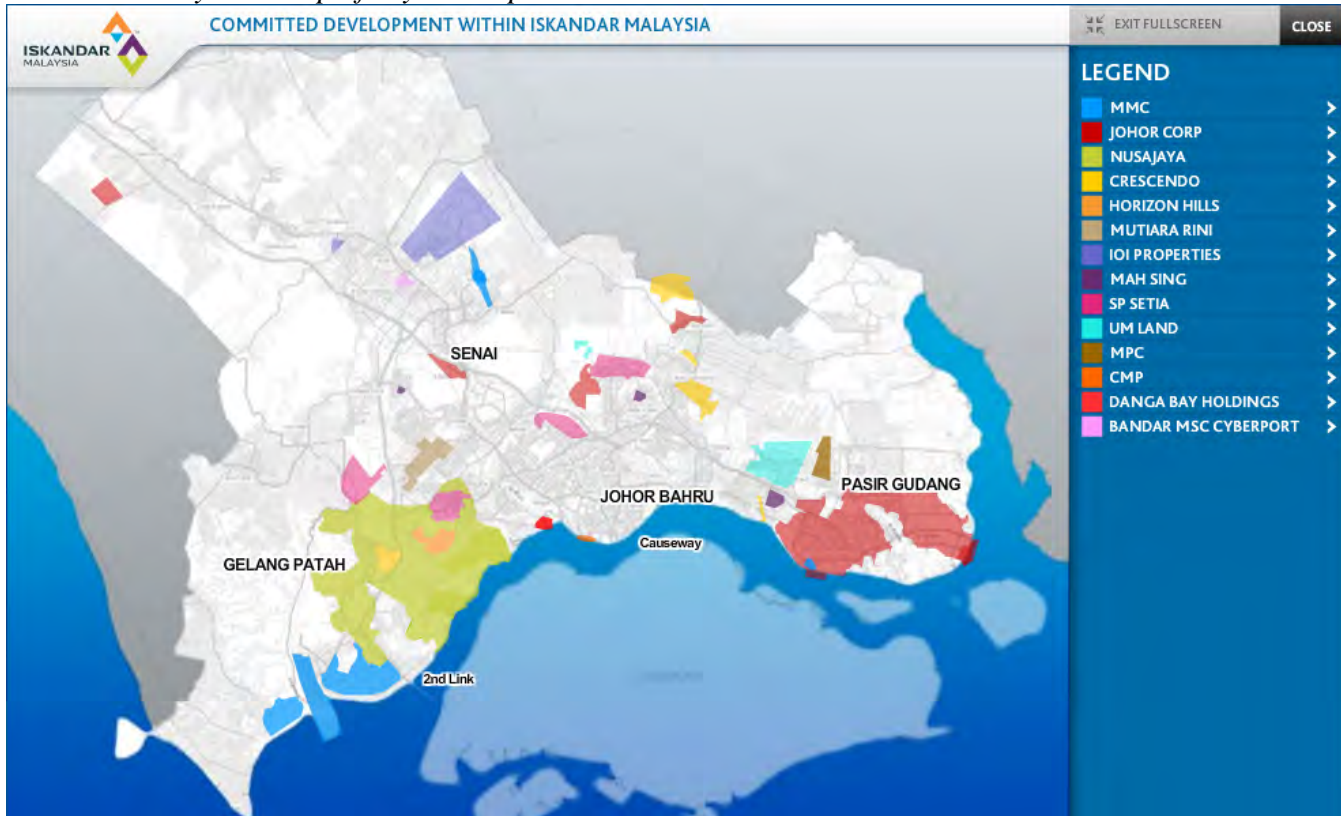 COMMITTED DEVELOPMENT WITHIN ISKANDAR MALAYSIA
EXIT FULLSCREEN
CLOSE
ISKANDAR
MALAYSIA
LEGEND
MMC
JOHOR CORP
NUSAJAYA
CRESCENDO
HORIZON HILLS
MUTIARA RINI
IOI PROPERTIES
MAH SING
SP SETIA
UM LAND
MPC
CMP
DANGA BAY HOLDINGS
BANDAR MSC CYBERPORT
SENAI
PASIR GUDANG
JOHOR BAHRU
Causeway
GELANG PATAH
2nd Link